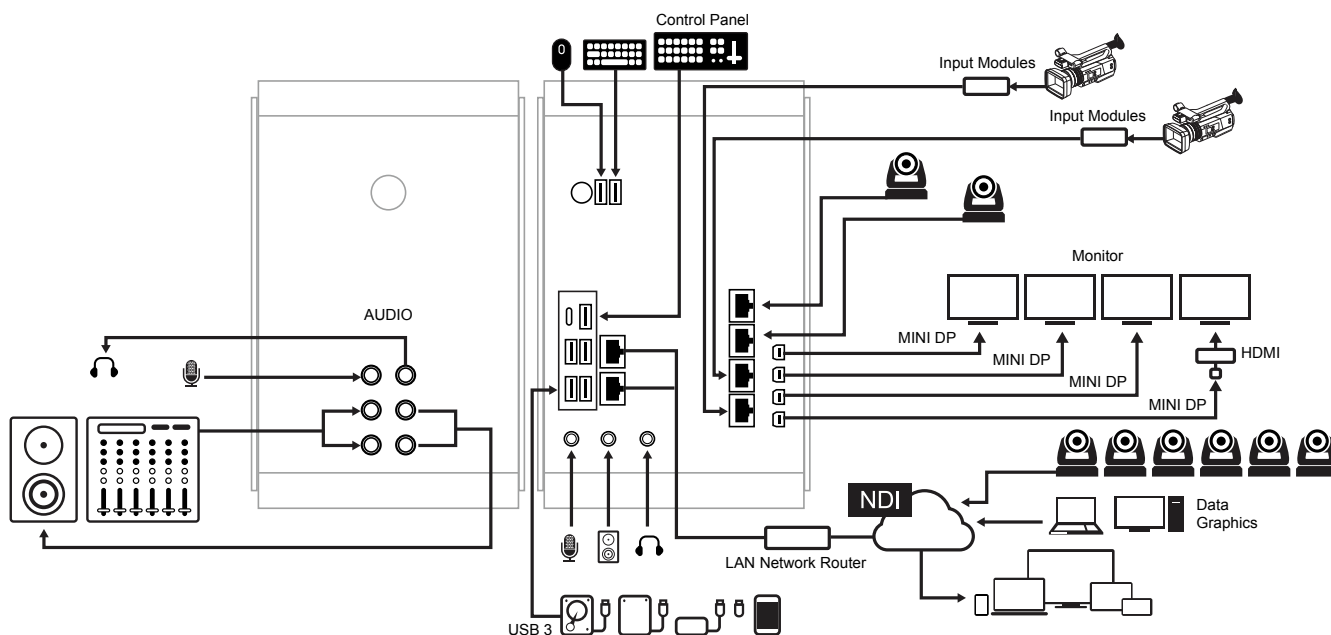 Control Panel
Input Modules
Input Modules
Monitor
AUDIO
MINI DP
MINI DP
HDMI
MINI DP
MINI DP
NDI
Data
Graphics
LAN Network Router
USB 3